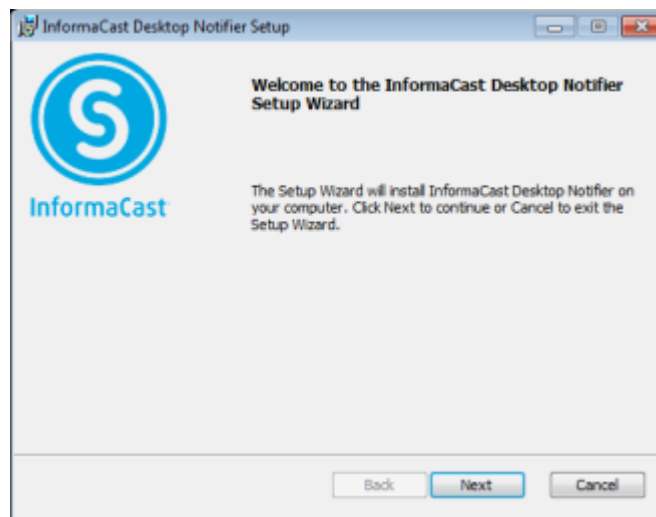 InformaCast Desktop Notifier Setup
S
InformaCast
Welcome to the InformaCast Desktop Notifier
Setup Wizard
The Setup Wizard will install InformaCast Desktop Notifier on
your computer. Click Next to continue or Cancel to exit the
Setup Wizard.
Back
Next
Cancel